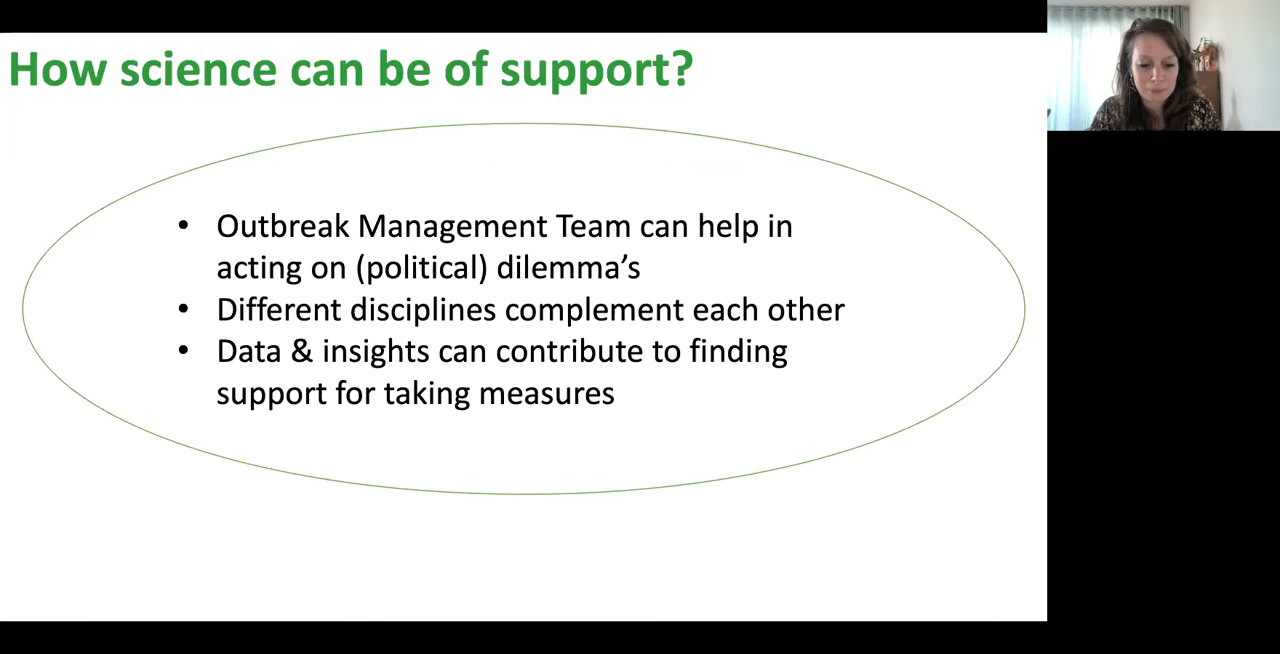 How science can be of support?
• Outbreak Management Team can help in
acting on (political) dilemma’s
• Different disciplines complement each other
• Data & insights can contribute to finding
support for taking measures